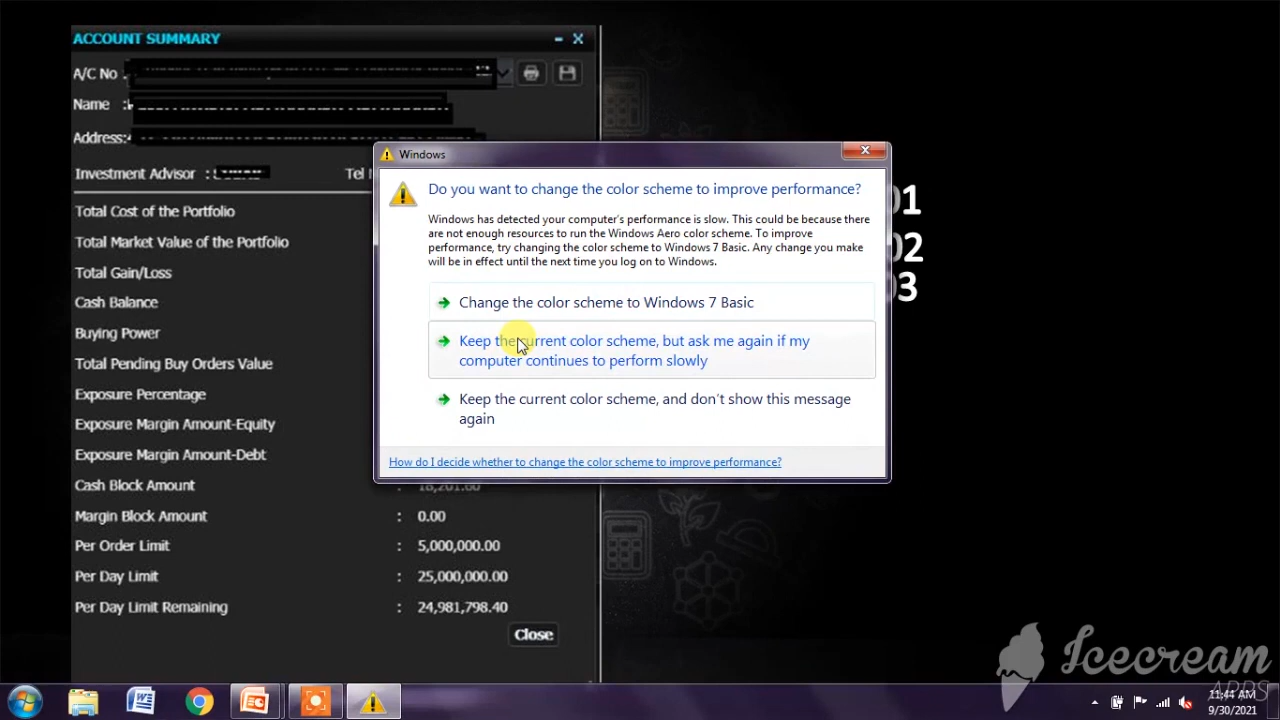 ACCOUNT SUMMARY
A/C No
Name :
Address:
Investment Advisor :
Tel
Total Cost of the Portfolio
Total Market Value of the Portfolio
Total Gain/Loss
Cash Balance
Buying Power
Total Pending Buy Orders Value
Exposure Percentage
Exposure Margin Amount-Equity
Exposure Margin Amount-Debt
Cash Block Amount : 18,201.60
Margin Block Amount : 0.00
Per Order Limit : 5,000,000.00
Per Day Limit : 25,000,000.00
Per Day Limit Remaining : 24,981,798.40
Close
Windows
Do you want to change the color scheme to improve performance?
Windows has detected your computer's performance is slow. This could be because there
are not enough resources to run the Windows Aero color scheme. To improve
performance, try changing the color scheme to Windows 7 Basic. Any change you make
will be in effect until the next time you log on to Windows.
Change the color scheme to Windows 7 Basic
Keep the current color scheme, but ask me again if my
computer continues to perform slowly
Keep the current color scheme, and don't show this message
again
How do I decide whether to change the color scheme to improve performance?
01
02
03
Icecream
APPS
11:44 AM
9/30/2021